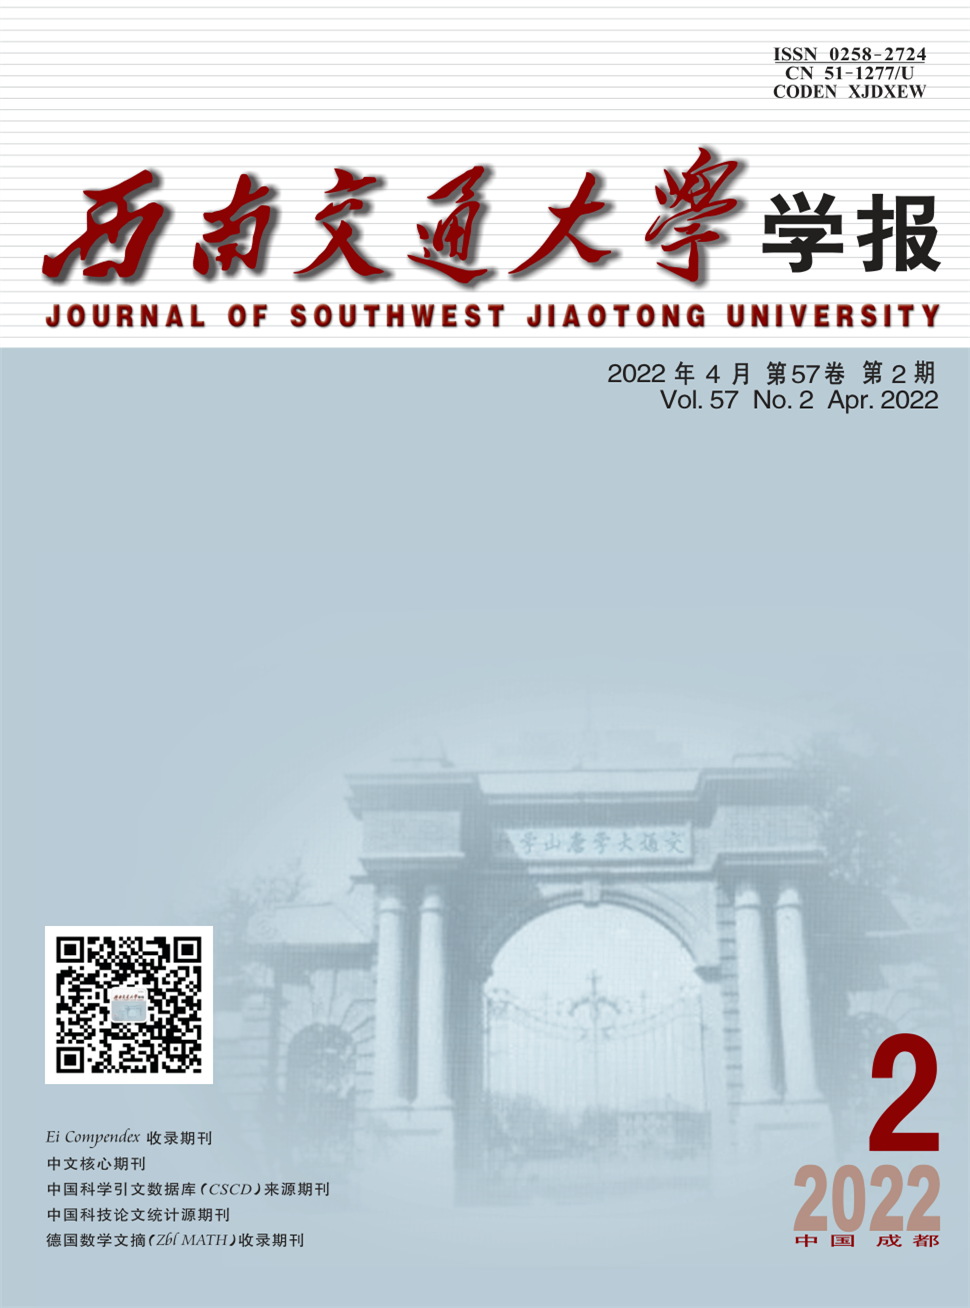 ISSN 0258-2724
CN 51-1277/U
CODEN XJDXEW
西南交通大學学报
JOURNAL OF SOUTHWEST JIAOTONG UNIVERSITY
2022 年 4 月 第57卷 第 2 期
Vol. 57 No. 2 Apr. 2022
學山唐學大通交
Ei Compendex 收录期刊
中文核心期刊
中国科学引文数据库(CSCD)来源期刊
中国科技论文统计源期刊
德国数学文摘(Zbl MATH)收录期刊
2
2022
中国 成都